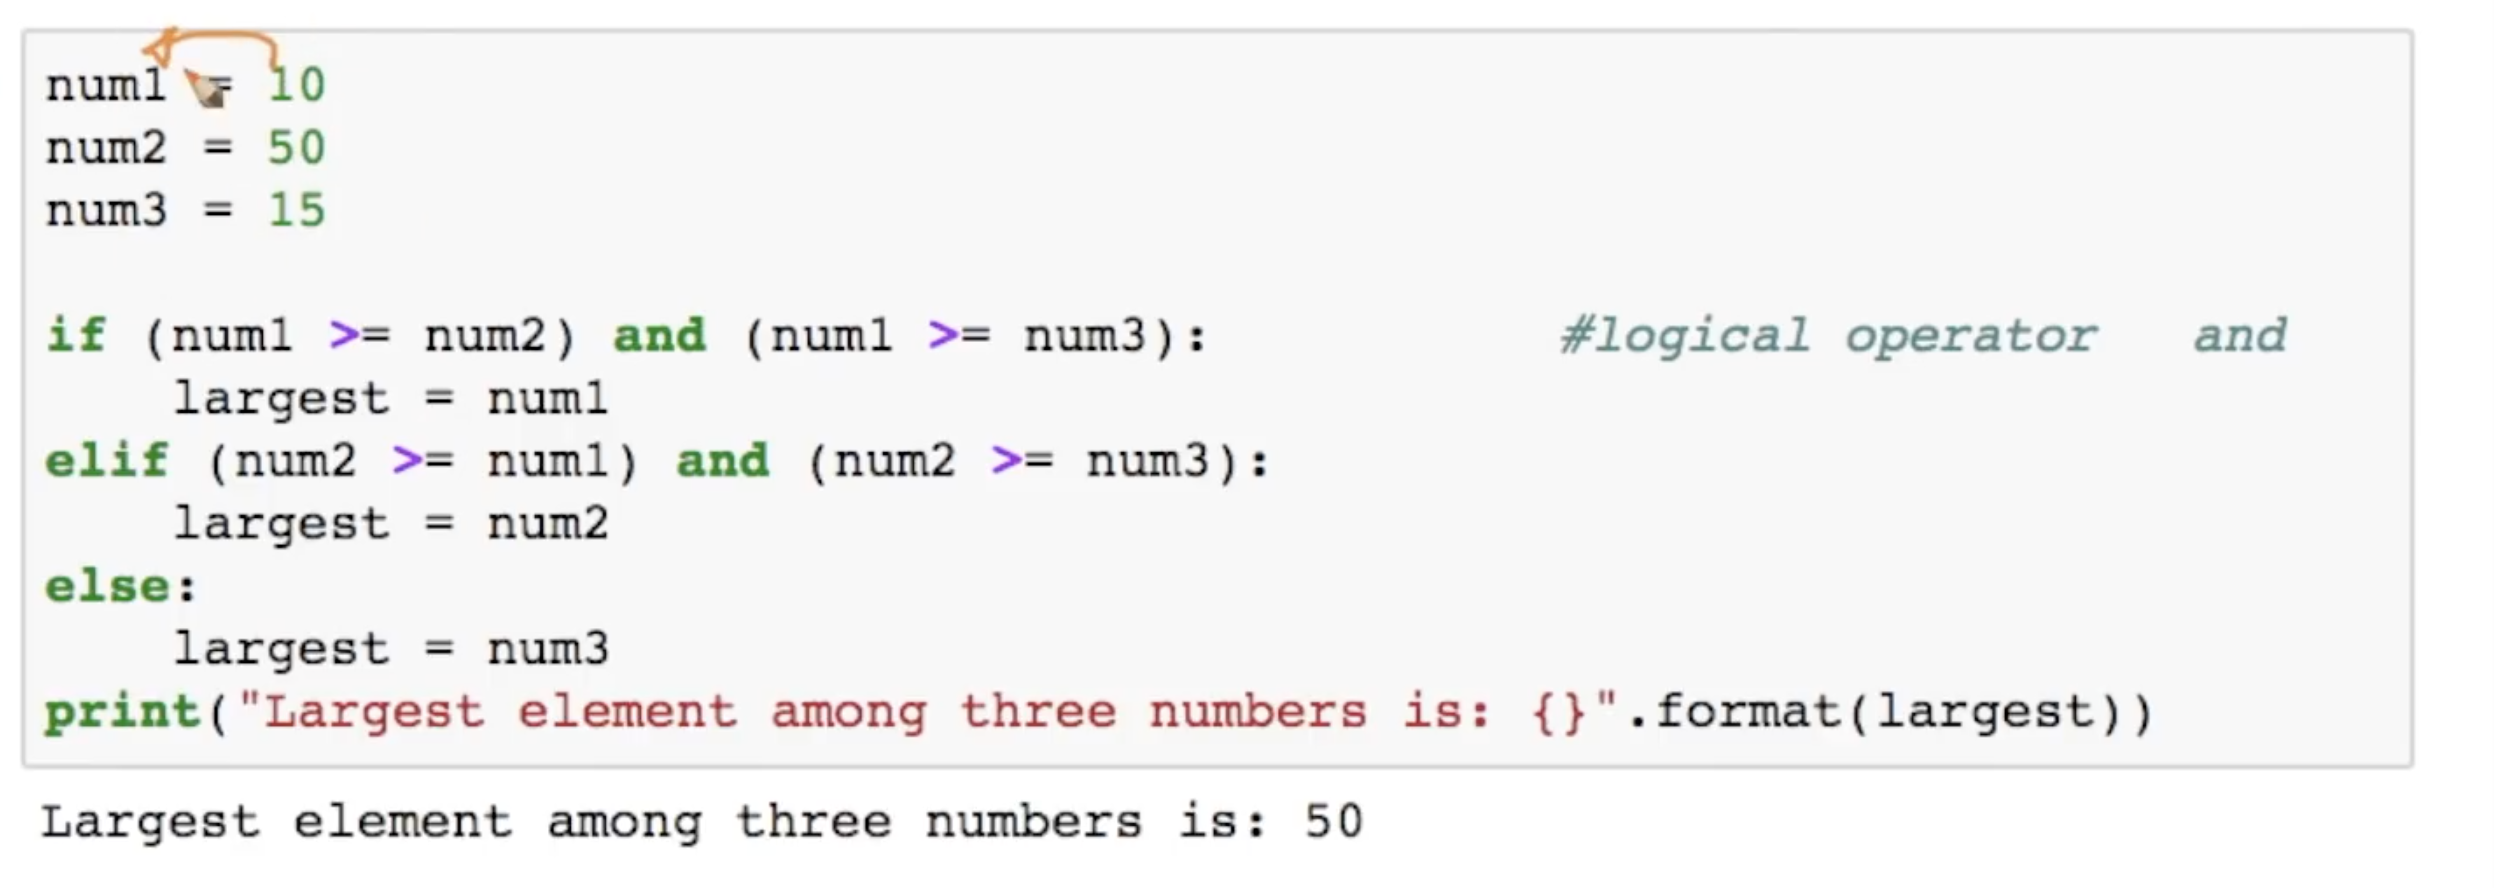 num1 = 10
num2 = 50
num3 = 15
if (num1 >= num2) and (num1 >= num3):                #logical operator   and
    largest = num1
elif (num2 >= num1) and (num2 >= num3):
    largest = num2
else:
    largest = num3
print("Largest element among three numbers is: {}".format(largest))
Largest element among three numbers is: 50